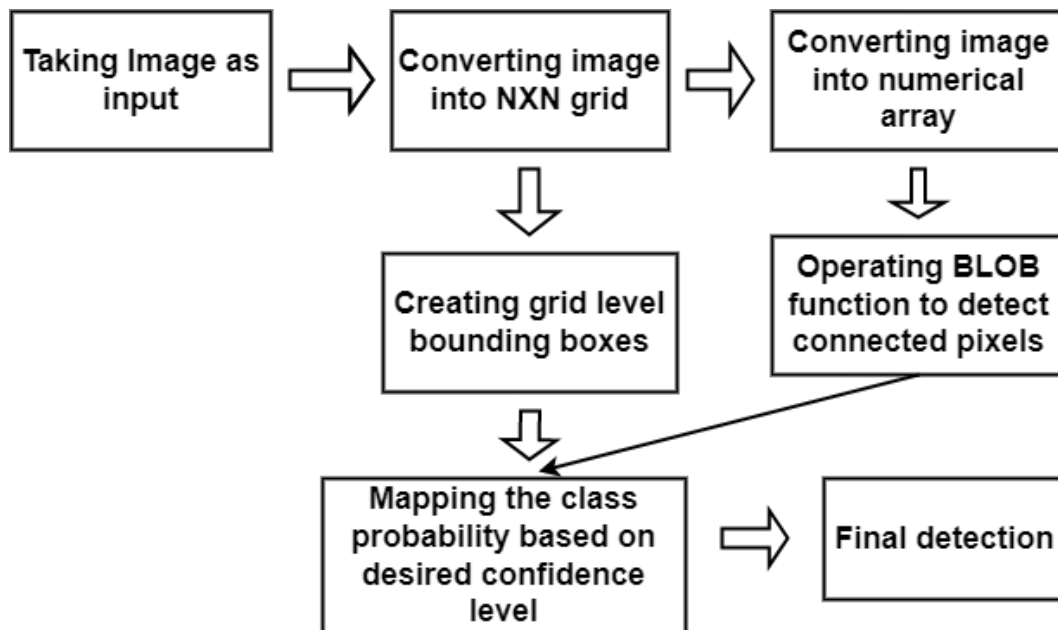 Taking Image as
input
Converting image
into NXN grid
Converting image
into numerical
array
Creating grid level
bounding boxes
Operating BLOB
function to detect
connected pixels
Mapping the class
probability based on
desired confidence
level
Final detection